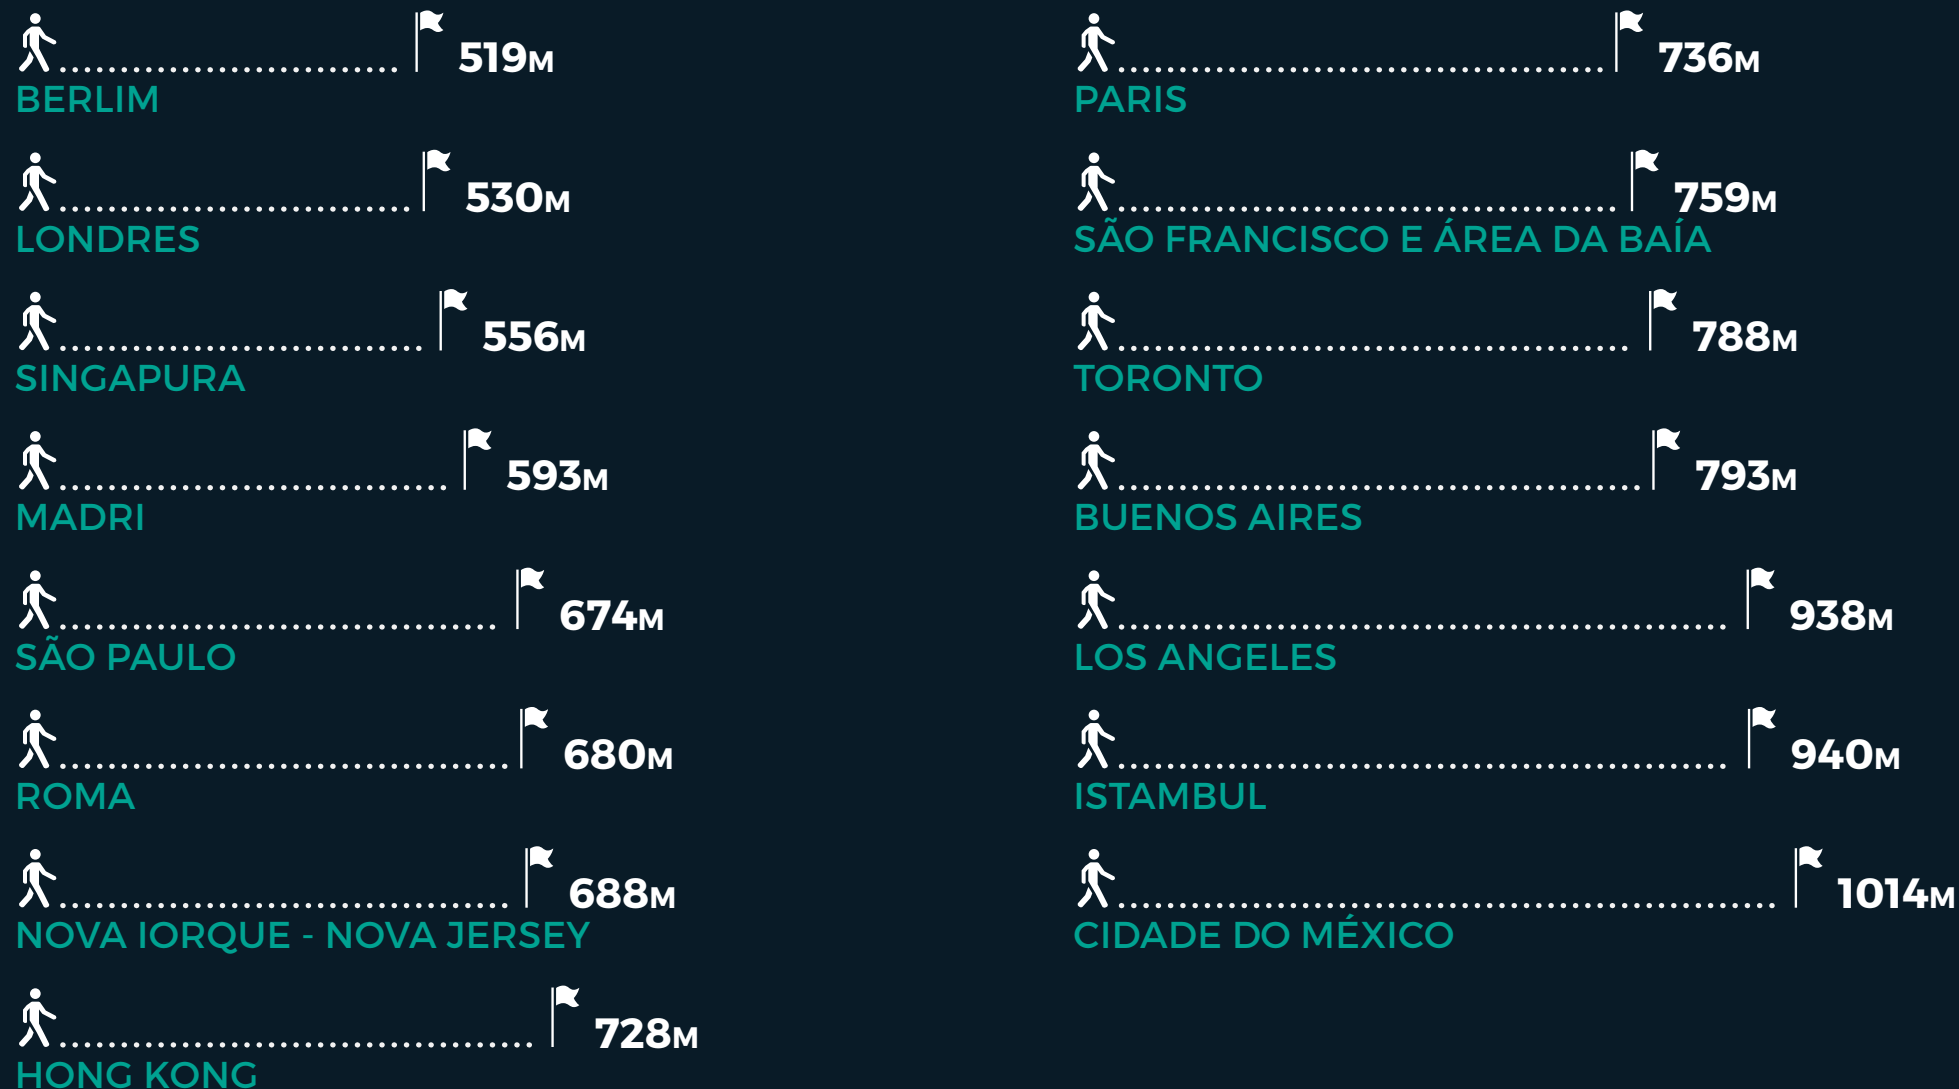 519M
BERLIM
530M
LONDRES
556M
SINGAPURA
593M
MADRI
674M
SÃO PAULO
680M
ROMA
688M
NOVA IORQUE - NOVA JERSEY
728M
HONG KONG
736M
PARIS
759M
SÃO FRANCISCO E ÁREA DA BAÍA
788M
TORONTO
793M
BUENOS AIRES
938M
LOS ANGELES
940M
ISTAMBUL
1014M
CIDADE DO MÉXICO